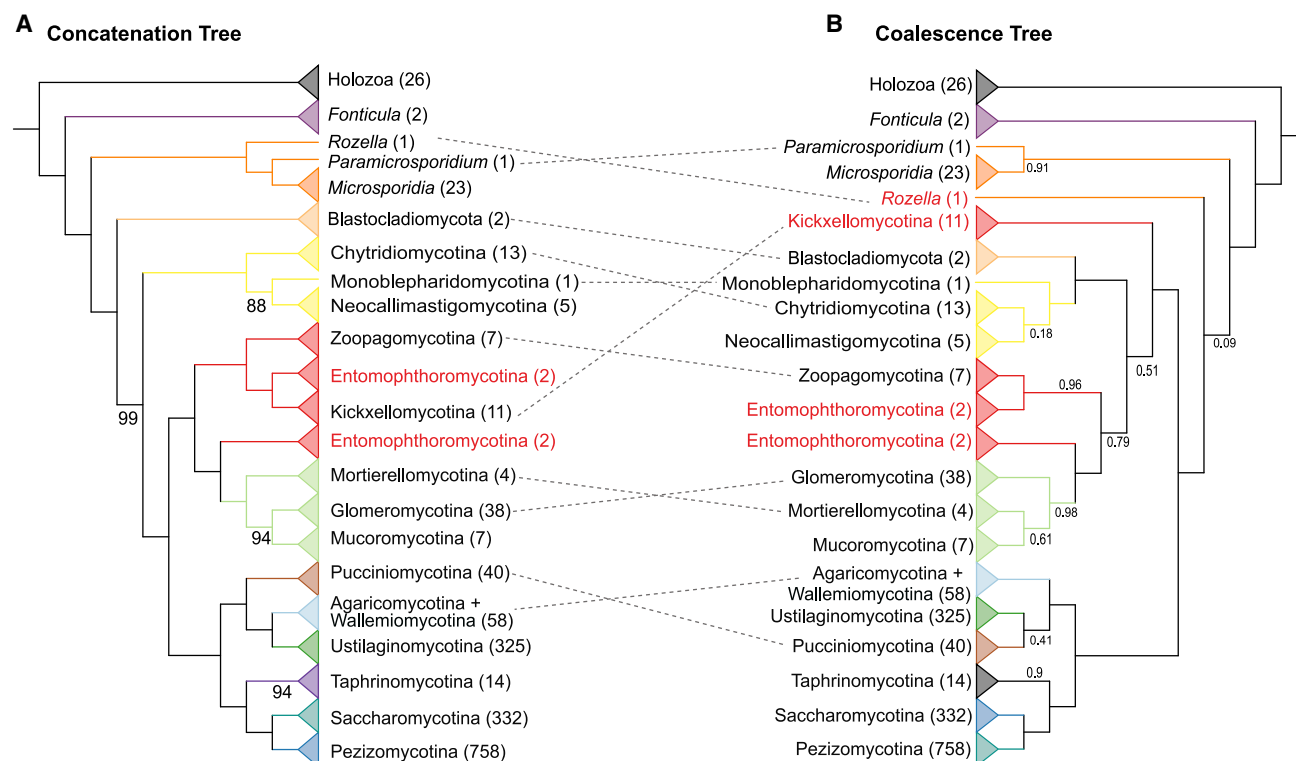 A Concatenation Tree
Holozoa (26)
Fonticula (2)
Rozella (1)
Paramicrosporidium (1)
Microsporidia (23)
Blastocladiomycota (2)
Chytridiomycotina (13)
Monoblepharidomycotina (1)
88
Neocallimastigomycotina (5)
Zoopagomycotina (7)
Entomophthoromycotina (2)
Kickxellomycotina (11)
99
Entomophthoromycotina (2)
Mortierellomycotina (4)
Glomeromycotina (38)
94
Mucoromycotina (7)
Pucciniomycotina (40)
Agaricomycotina +
Wallemiomycotina (58)
Ustilaginomycotina (325)
94
Taphrinomycotina (14)
Saccharomycotina (332)
Pezizomycotina (758)
B Coalescence Tree
Holozoa (26)
Fonticula (2)
Paramicrosporidium (1)
0.91
Microsporidia (23)
Rozella (1)
Kickxellomycotina (11)
Blastocladiomycota (2)
Monoblepharidomycotina (1)
Chytridiomycotina (13)
0.18
0.09
Neocallimastigomycotina (5)
0.51
Zoopagomycotina (7)
0.96
Entomophthoromycotina (2)
0.79
Entomophthoromycotina (2)
Glomeromycotina (38)
0.98
Mortierellomycotina (4)
0.61
Mucoromycotina (7)
Agaricomycotina +
Wallemiomycotina (58)
Ustilaginomycotina (325)
0.41
Pucciniomycotina (40)
0.9
Taphrinomycotina (14)
Saccharomycotina (332)
Pezizomycotina (758)